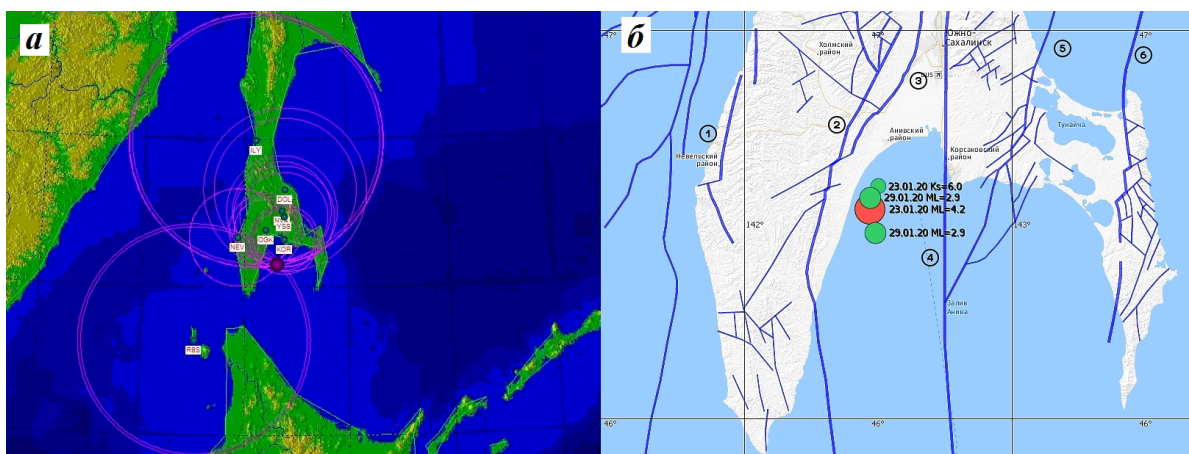 а
ILY
DOL
YSS
OGK
NEV
KOR
RBS
б
47°
47°
47°
Холмский
район
Южно-
Сахалинск
1
2
3
5
6
Анивский
район
Невельский
район
Корсаковский
район
Тунайча
23.01.20 Ks=6.0
29.01.20 ML=2.9
23.01.20 ML=4.2
29.01.20 ML=2.9
142°
143°
4
Залив
Анива
46°
46°
46°